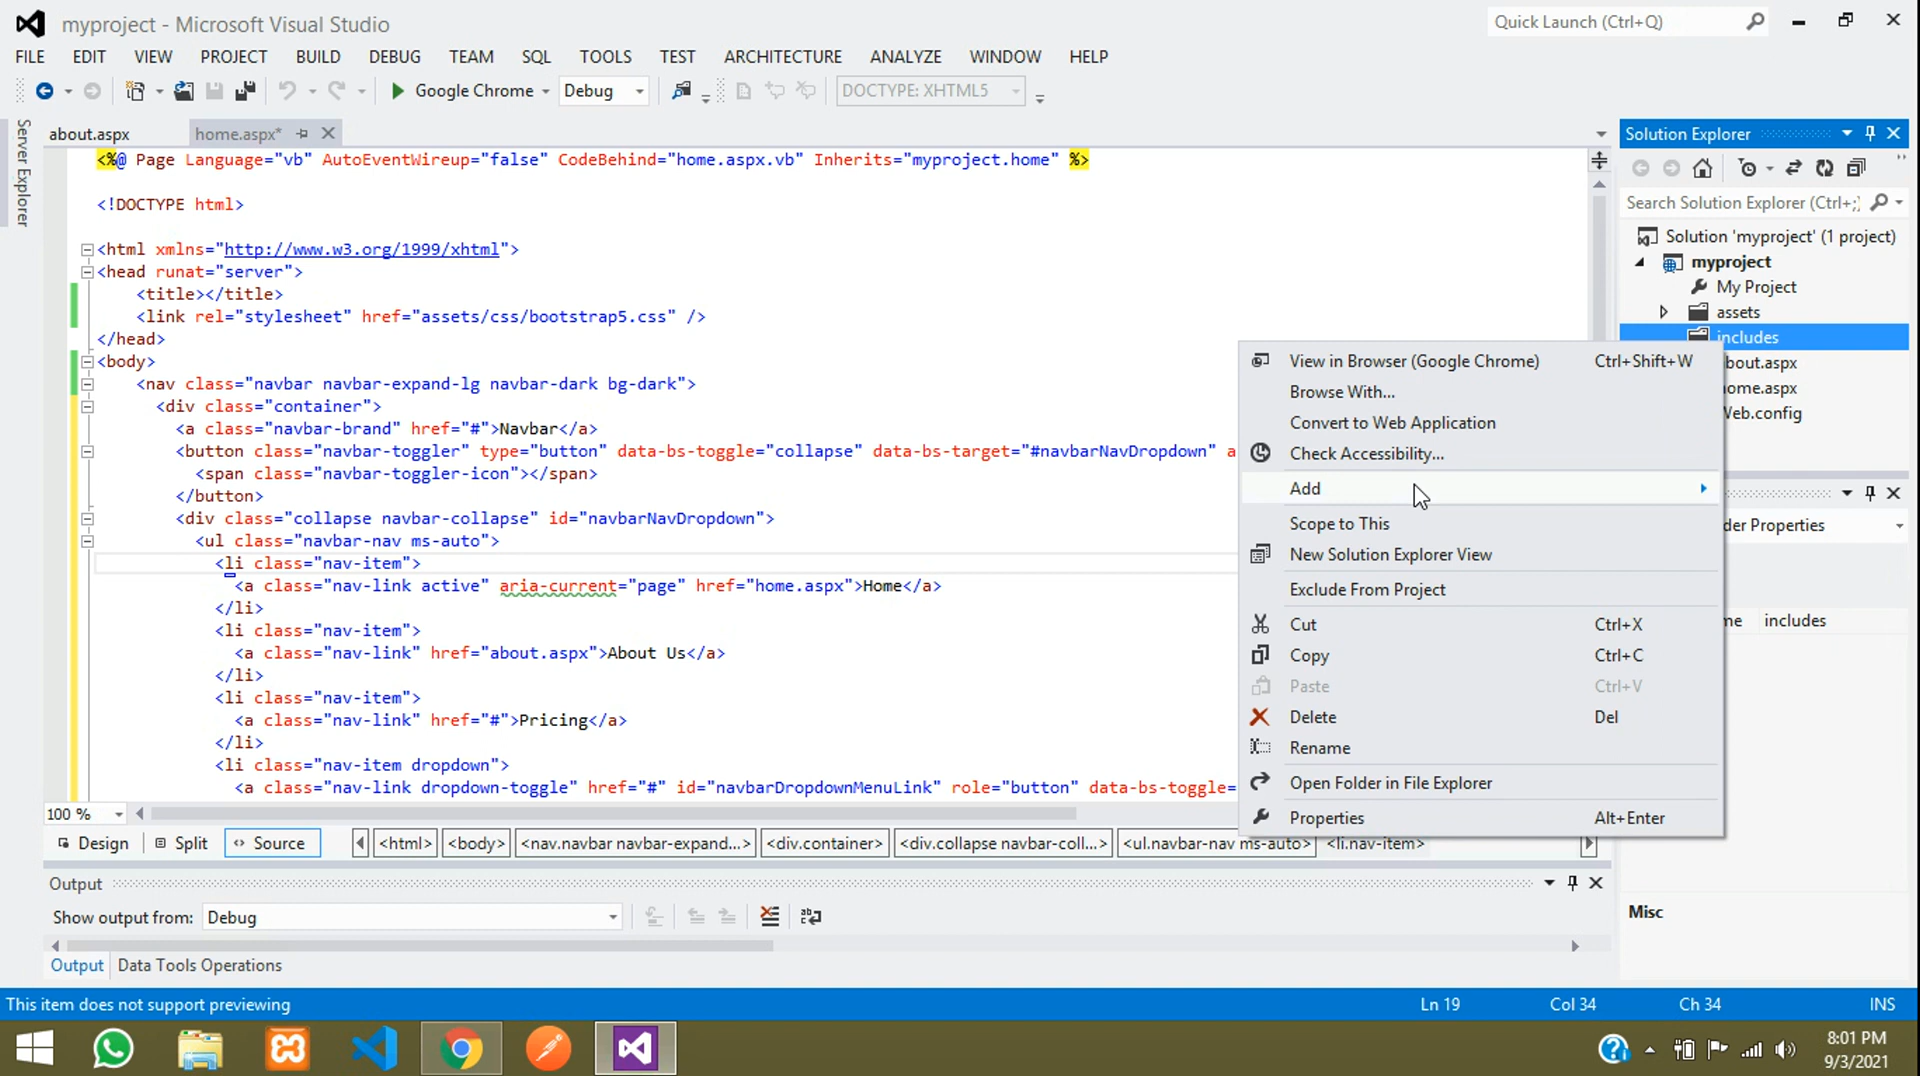 myproject - Microsoft Visual Studio
Quick Launch (Ctrl+Q)
FILE EDIT VIEW PROJECT BUILD DEBUG TEAM SQL TOOLS TEST ARCHITECTURE ANALYZE WINDOW HELP
Google Chrome Debug DOCTYPE: XHTML5
Server Explorer
about.aspx home.aspx*
<%@ Page Language="vb" AutoEventWireup="false" CodeBehind="home.aspx.vb" Inherits="myproject.home" %>
<!DOCTYPE html>
<html xmlns="http://www.w3.org/1999/xhtml">
<head runat="server">
<title></title>
<link rel="stylesheet" href="assets/css/bootstrap5.css" />
</head>
<body>
<nav class="navbar navbar-expand-lg navbar-dark bg-dark">
<div class="container">
<a class="navbar-brand" href="#">Navbar</a>
<button class="navbar-toggler" type="button" data-bs-toggle="collapse" data-bs-target="#navbarNavDropdown" a
<span class="navbar-toggler-icon"></span>
</button>
<div class="collapse navbar-collapse" id="navbarNavDropdown">
<ul class="navbar-nav ms-auto">
<li class="nav-item">
<a class="nav-link active" aria-current="page" href="home.aspx">Home</a>
</li>
<li class="nav-item">
<a class="nav-link" href="about.aspx">About Us</a>
</li>
<li class="nav-item">
<a class="nav-link" href="#">Pricing</a>
</li>
<li class="nav-item dropdown">
<a class="nav-link dropdown-toggle" href="#" id="navbarDropdownMenuLink" role="button" data-bs-toggle=
100 %
Design Split Source <html> <body> <nav.navbar navbar-expand...> <div.container> <div.collapse navbar-coll...> <ul.navbar-nav ms-auto> <li.nav-item>
Solution Explorer
Search Solution Explorer (Ctrl+;)
Solution 'myproject' (1 project)
myproject
My Project
assets
includes
about.aspx
home.aspx
Web.config
View in Browser (Google Chrome) Ctrl+Shift+W
Browse With...
Convert to Web Application
Check Accessibility...
Add
Scope to This
New Solution Explorer View
Exclude From Project
Cut Ctrl+X
Copy Ctrl+C
Paste Ctrl+V
Delete Del
Rename
Open Folder in File Explorer
Properties Alt+Enter
der Properties
me includes
Misc
Output
Show output from: Debug
Output Data Tools Operations
This item does not support previewing
Ln 19 Col 34 Ch 34 INS
8:01 PM
9/3/2021